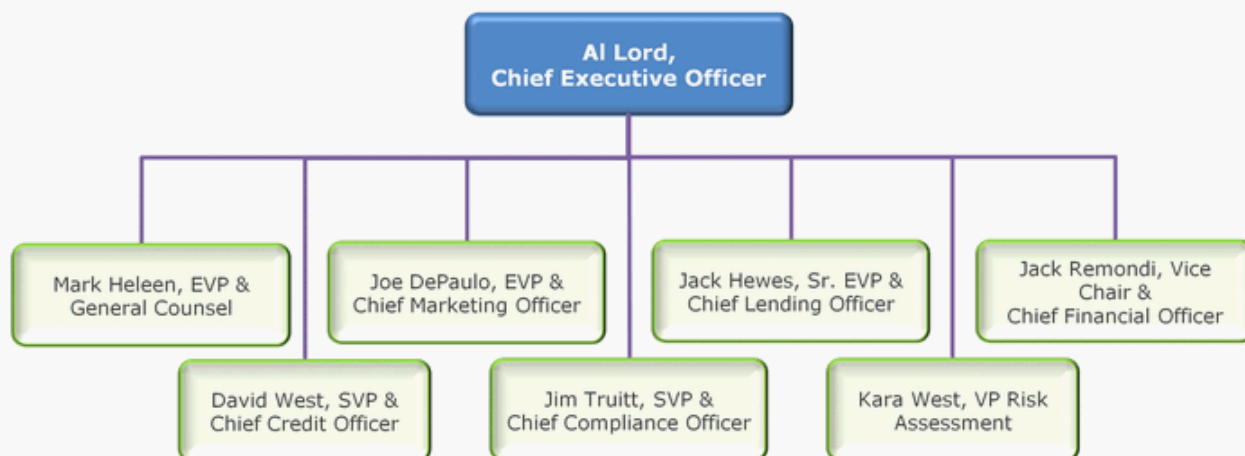 Al Lord,
Chief Executive Officer
Mark Heleen, EVP &
General Counsel
Joe DePaulo, EVP &
Chief Marketing Officer
Jack Hewes, Sr. EVP &
Chief Lending Officer
Jack Remondi, Vice
Chair &
Chief Financial Officer
David West, SVP &
Chief Credit Officer
Jim Truitt, SVP &
Chief Compliance Officer
Kara West, VP Risk
Assessment